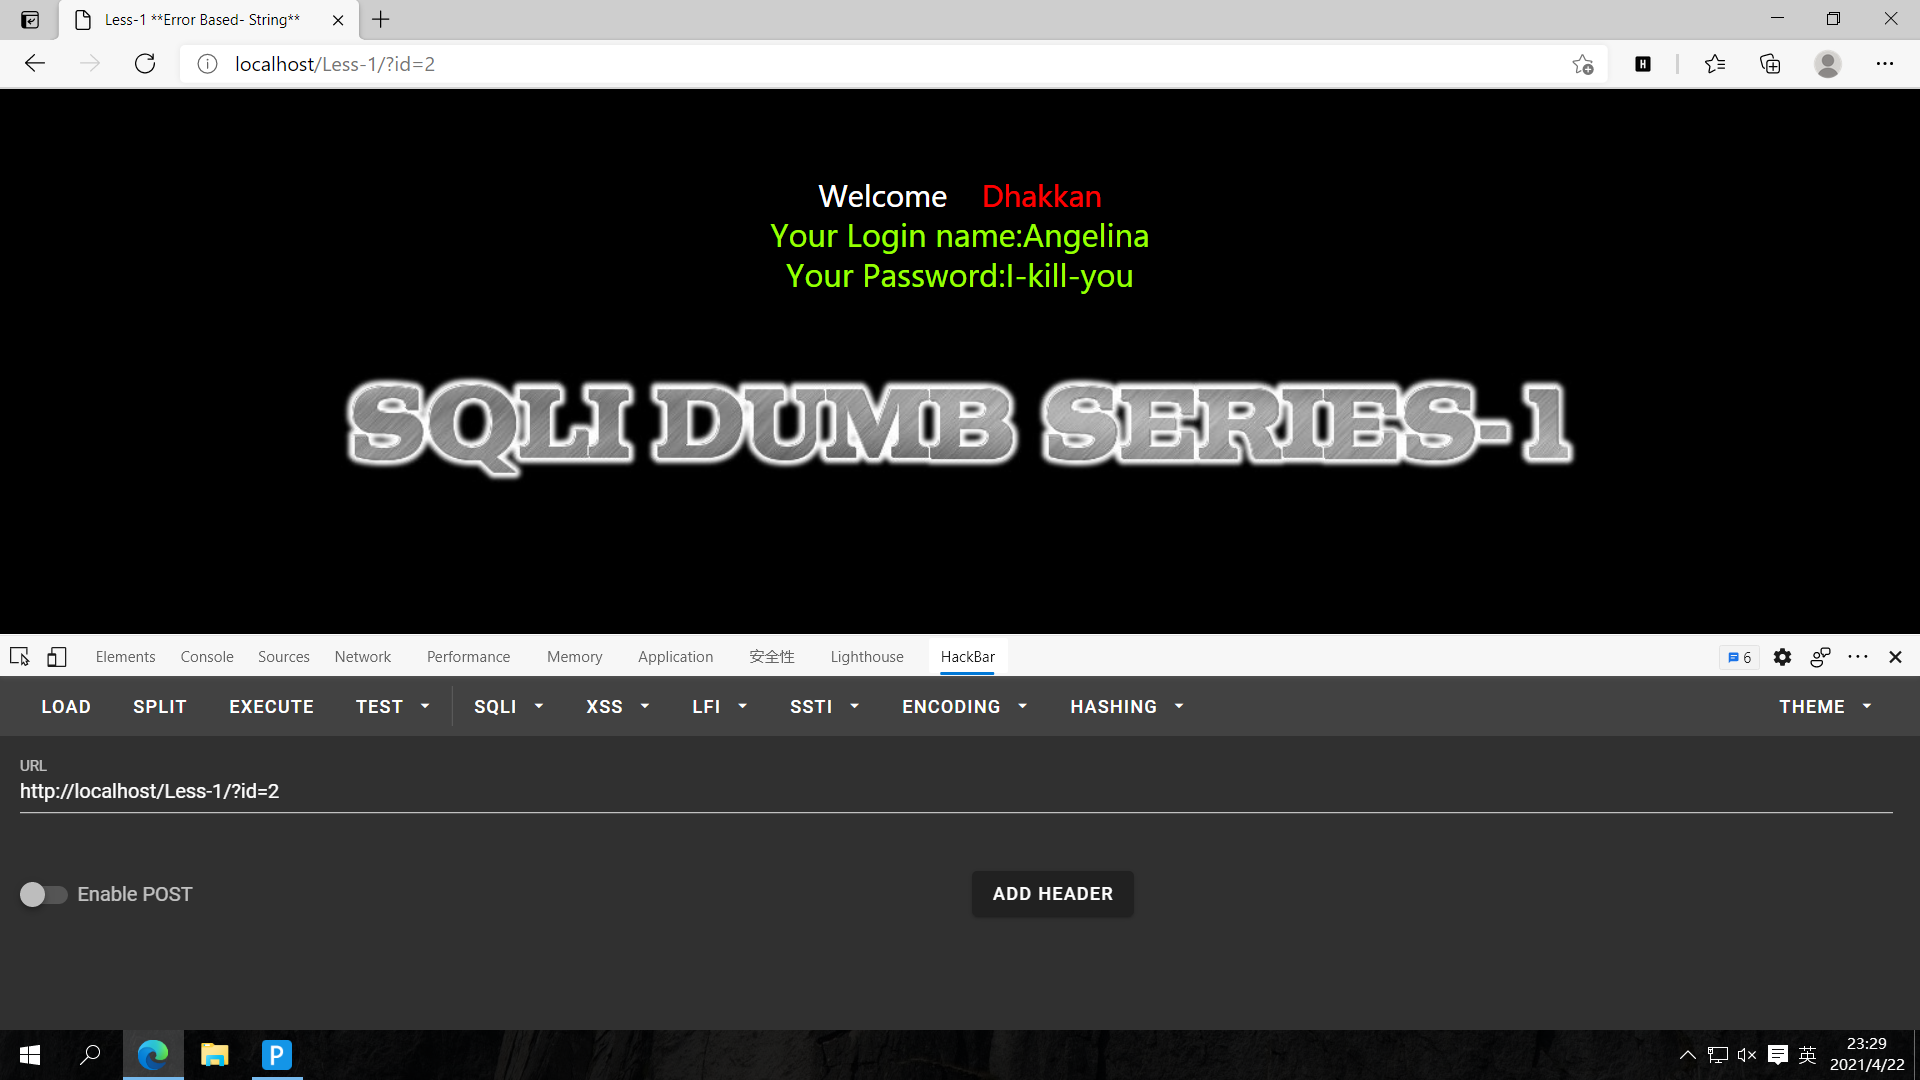 Less-1 **Error Based- String**
localhost/Less-1/?id=2
Welcome Dhakkan
Your Login name:Angelina
Your Password:I-kill-you
SQLI DUMB SERIES-1
Elements Console Sources Network Performance Memory Application 安全性 Lighthouse HackBar 6
LOAD SPLIT EXECUTE TEST SQLI XSS LFI SSTI ENCODING HASHING THEME
URL
http://localhost/Less-1/?id=2
Enable POST ADD HEADER
英 23:29
2021/4/22